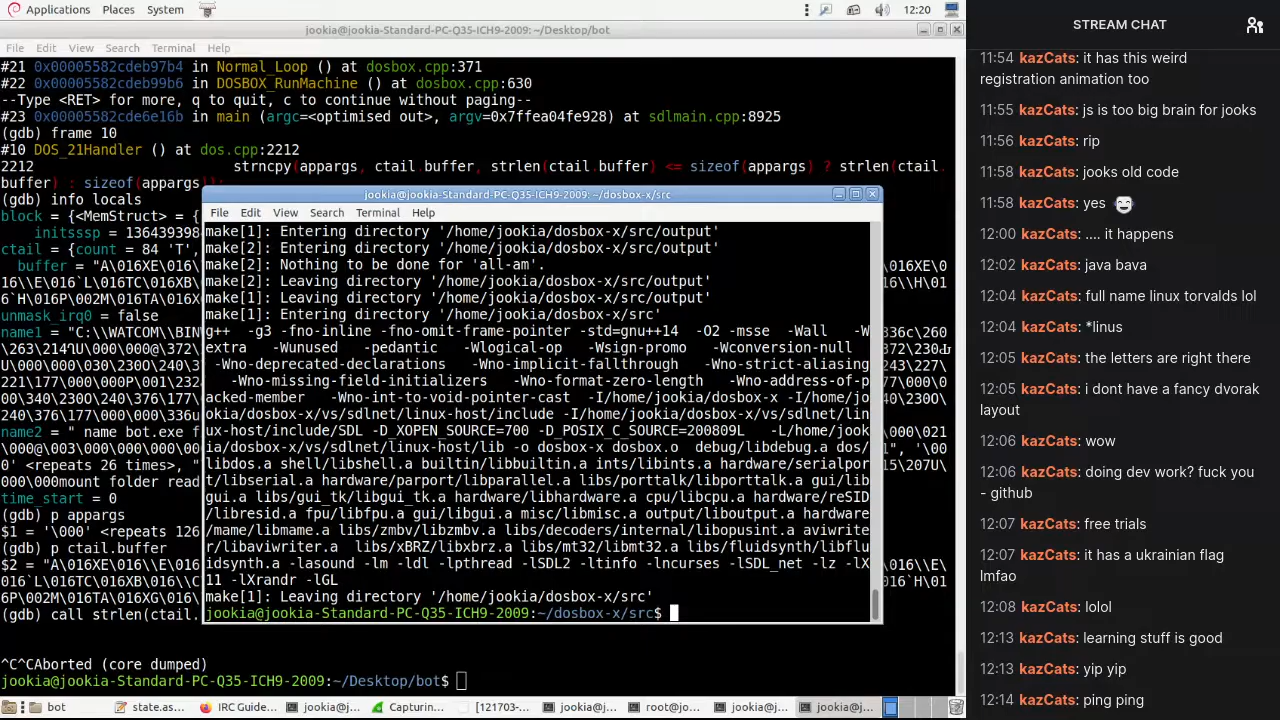 Applications Places System 12:20
jookia@jookia-Standard-PC-Q35-ICH9-2009: ~/Desktop/bot
File Edit View Search Terminal Help
#21 0x00005582cdeb97b4 in Normal_Loop () at dosbox.cpp:371
#22 0x00005582cdeb99b6 in DOSBOX_RunMachine () at dosbox.cpp:630
--Type <RET> for more, q to quit, c to continue without paging--
#23 0x00005582cde6e16b in main (argc=<optimised out>, argv=0x7ffea04fe928) at sdlmain.cpp:8925
(gdb) frame 10
#10 DOS_21Handler () at dos.cpp:2212
2212 strncpy(appargs, ctail.buffer, strlen(ctail.buffer) <= sizeof(appargs) ? strlen(ctail.
buffer) : sizeof(appargs));
(gdb) info locals
block = {<MemStruct> = {
initsssp = 136439398
ctail = {count = 84 'T',
buffer = "A\016XE\016\
16\\E\016`L\016TC\016XB\
6`H\016P\002M\016TA\016X
unmask_irq0 = false
name1 = "C:\\WATCOM\\BIN
\263\214U\000\000@\372\2
U\000\000\030\230\240\37
221\177\000\000P\001\232
00\340\230\240\376\177\0
240\376\177\000\000\336u
name2 = " name bot.exe f
\000@\003\000\000\000\00
0' <repeats 26 times>, "
000\000mount folder read
time_start = 0
(gdb) p appargs
$1 = '\000' <repeats 126
(gdb) p ctail.buffer
$2 = "A\016XE\016\\E\016
016`L\016TC\016XB\016\\C
6P\002M\016TA\016XG\016\
(gdb) call strlen(ctail.
^C^CAborted (core dumped)
jookia@jookia-Standard-PC-Q35-ICH9-2009:~/Desktop/bot$
jookia@jookia-Standard-PC-Q35-ICH9-2009: ~/dosbox-x/src
File Edit View Search Terminal Help
make[1]: Entering directory '/home/jookia/dosbox-x/src/output'
make[2]: Entering directory '/home/jookia/dosbox-x/src/output'
make[2]: Nothing to be done for 'all-am'.
make[2]: Leaving directory '/home/jookia/dosbox-x/src/output'
make[1]: Leaving directory '/home/jookia/dosbox-x/src/output'
make[1]: Entering directory '/home/jookia/dosbox-x/src'
g++ -g3 -fno-inline -fno-omit-frame-pointer -std=gnu++14 -O2 -msse -Wall -W
extra -Wunused -pedantic -Wlogical-op -Wsign-promo -Wconversion-null
-Wno-deprecated-declarations -Wno-implicit-fallthrough -Wno-strict-aliasing
-Wno-missing-field-initializers -Wno-format-zero-length -Wno-address-of-p
acked-member -Wno-int-to-void-pointer-cast -I/home/jookia/dosbox-x -I/home/jo
okia/dosbox-x/vs/sdlnet/linux-host/include -I/home/jookia/dosbox-x/vs/sdlnet/lin
ux-host/include/SDL -D_XOPEN_SOURCE=700 -D_POSIX_C_SOURCE=200809L -L/home/jook
ia/dosbox-x/vs/sdlnet/linux-host/lib -o dosbox-x dosbox.o debug/libdebug.a dos/
libdos.a shell/libshell.a builtin/libbuiltin.a ints/libints.a hardware/serialpor
t/libserial.a hardware/parport/libparallel.a libs/porttalk/libporttalk.a gui/lib
gui.a libs/gui_tk/libgui_tk.a hardware/libhardware.a cpu/libcpu.a hardware/reSID
/libresid.a fpu/libfpu.a gui/libgui.a misc/libmisc.a output/liboutput.a hardware
/mame/libmame.a libs/zmbv/libzmbv.a libs/decoders/internal/libopusint.a aviwrite
r/libaviwriter.a libs/xBRZ/libxbrz.a libs/mt32/libmt32.a libs/fluidsynth/libflui
dsynth.a -lasound -lm -ldl -lpthread -lSDL2 -ltinfo -lncurses -lSDL_net -lz -lX
11 -lXrandr -lGL
make[1]: Leaving directory '/home/jookia/dosbox-x/src'
jookia@jookia-Standard-PC-Q35-ICH9-2009:~/dosbox-x/src$
bot state.as... IRC Guide... jookia@j... Capturin... [121703-... jookia@j... root@jo... jookia@j... jookia@j...
STREAM CHAT
11:54 kazCats: it has this weird
registration animation too
11:55 kazCats: js is too big brain for jooks
11:56 kazCats: rip
11:58 kazCats: jooks old code
11:58 kazCats: yes
12:00 kazCats: .... it happens
12:02 kazCats: java bava
12:04 kazCats: full name linux torvalds lol
12:04 kazCats: *linus
12:05 kazCats: the letters are right there
12:05 kazCats: i dont have a fancy dvorak
layout
12:06 kazCats: wow
12:06 kazCats: doing dev work? fuck you
- github
12:07 kazCats: free trials
12:07 kazCats: it has a ukrainian flag
lmfao
12:08 kazCats: lolol
12:13 kazCats: learning stuff is good
12:13 kazCats: yip yip
12:14 kazCats: ping ping